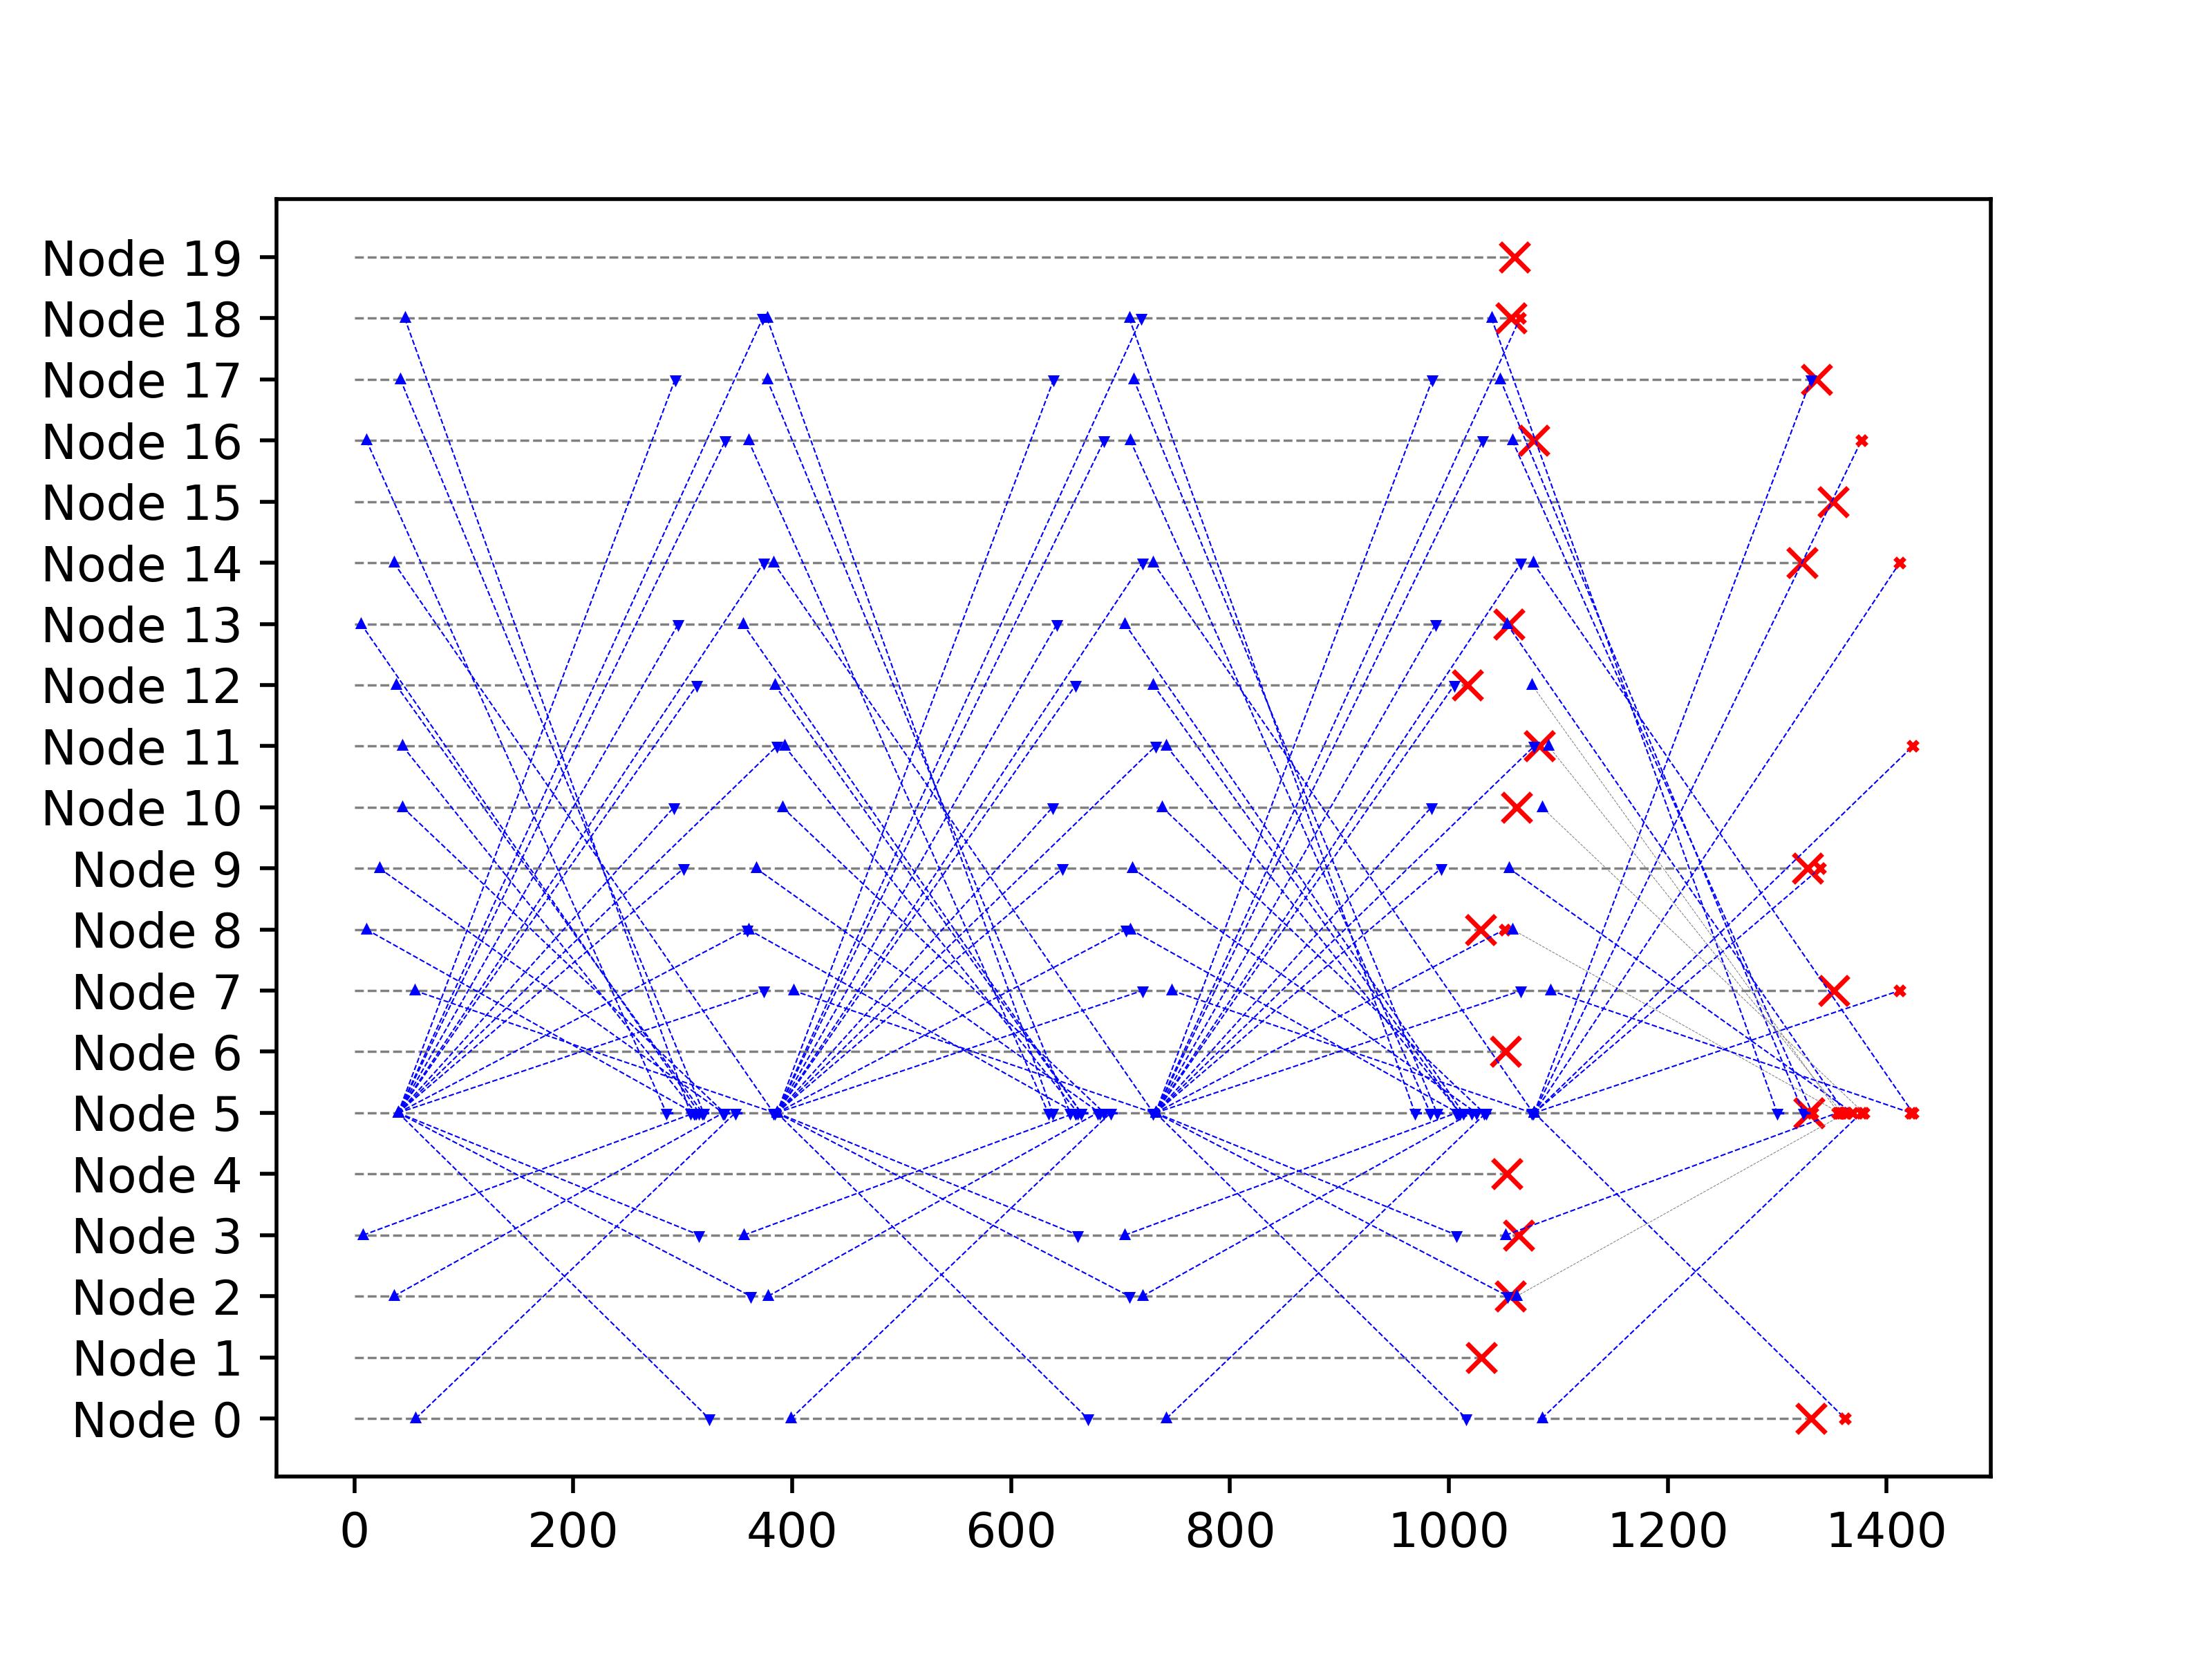 Node 19
Node 18
Node 17
Node 16
Node 15
Node 14
Node 13
Node 12
Node 11
Node 10
Node 9
Node 8
Node 7
Node 6
Node 5
Node 4
Node 3
Node 2
Node 1
Node 0
0 200 400 600 800 1000 1200 1400